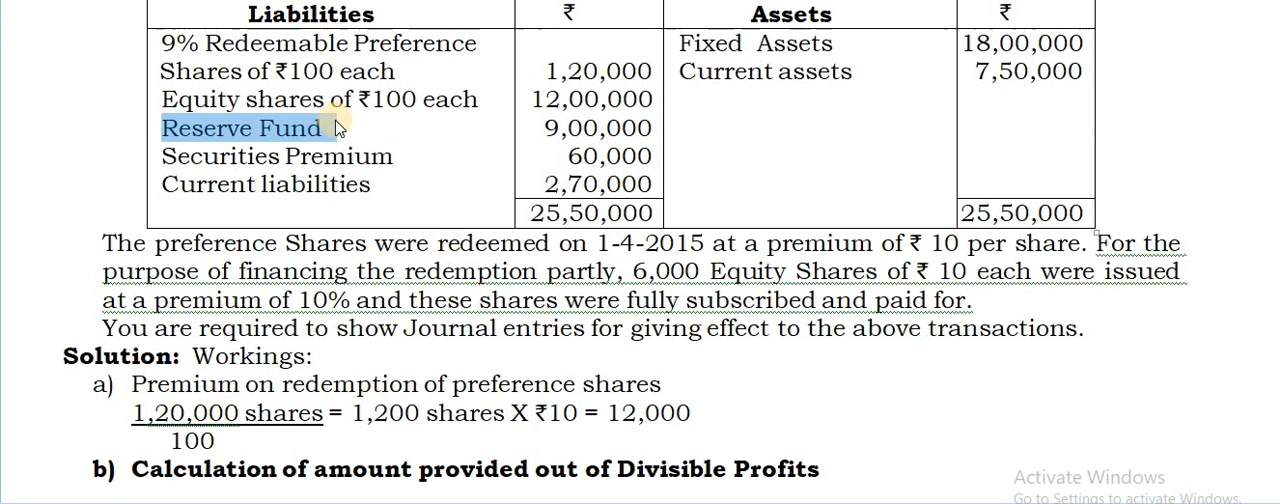 Liabilities ₹ Assets ₹
9% Redeemable Preference Fixed Assets 18,00,000
Shares of ₹100 each 1,20,000 Current assets 7,50,000
Equity shares of ₹100 each 12,00,000
Reserve Fund 9,00,000
Securities Premium 60,000
Current liabilities 2,70,000
25,50,000 25,50,000
The preference Shares were redeemed on 1-4-2015 at a premium of ₹ 10 per share. For the
purpose of financing the redemption partly, 6,000 Equity Shares of ₹ 10 each were issued
at a premium of 10% and these shares were fully subscribed and paid for.
You are required to show Journal entries for giving effect to the above transactions.
Solution: Workings:
a) Premium on redemption of preference shares
1,20,000 shares = 1,200 shares X ₹10 = 12,000
100
b) Calculation of amount provided out of Divisible Profits
Activate Windows
Go to Settings to activate Windows.